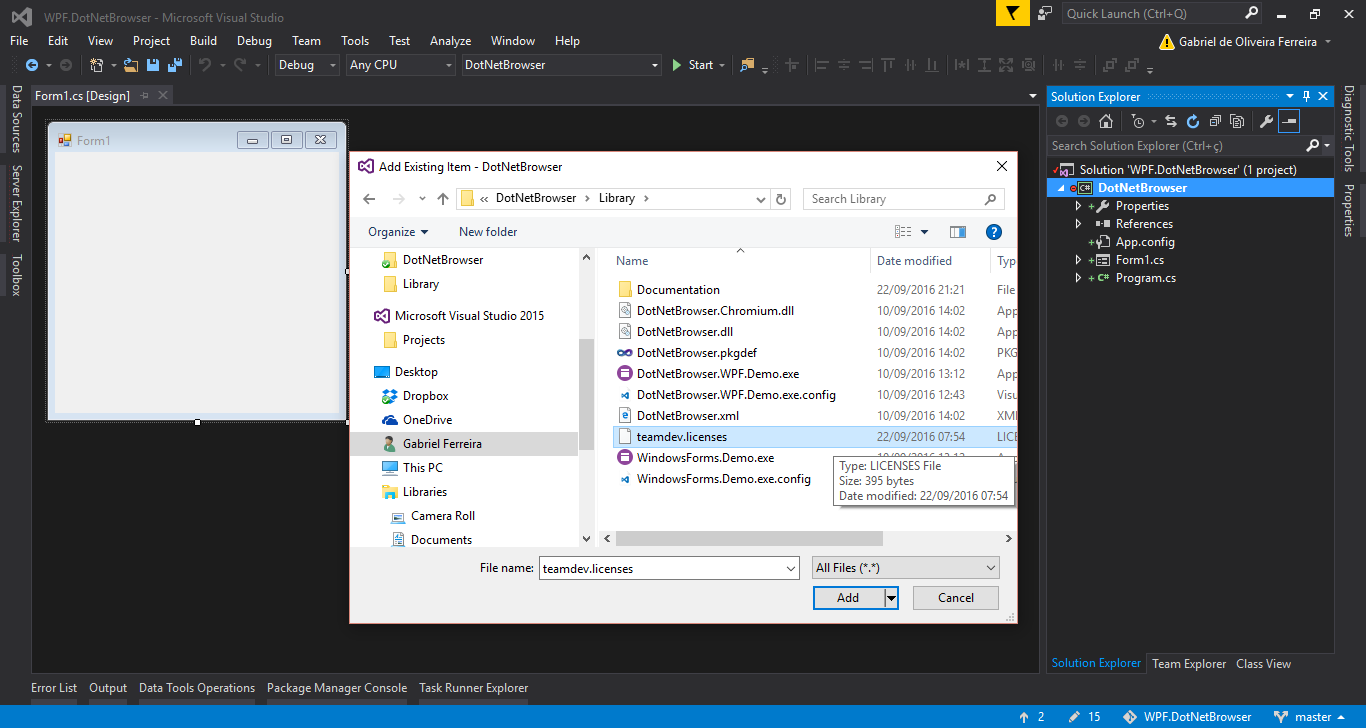 WPF.DotNetBrowser - Microsoft Visual Studio
Quick Launch (Ctrl+Q)
File Edit View Project Build Debug Team Tools Test Analyze Window Help
Gabriel de Oliveira Ferreira
Debug Any CPU DotNetBrowser Start
Data Sources
Server Explorer
Toolbox
Form1.cs [Design]
Form1
Add Existing Item - DotNetBrowser
« DotNetBrowser Library
Search Library
Organize New folder
DotNetBrowser
Library
Microsoft Visual Studio 2015
Projects
Desktop
Dropbox
OneDrive
Gabriel Ferreira
This PC
Libraries
Camera Roll
Documents
Name Date modified Typ
Documentation 22/09/2016 21:21 File
DotNetBrowser.Chromium.dll 10/09/2016 14:02 App
DotNetBrowser.dll 10/09/2016 14:02 App
DotNetBrowser.pkgdef 10/09/2016 14:02 PKG
DotNetBrowser.WPF.Demo.exe 10/09/2016 13:12 App
DotNetBrowser.WPF.Demo.exe.config 10/09/2016 12:43 Visu
DotNetBrowser.xml 10/09/2016 14:02 XML
teamdev.licenses 22/09/2016 07:54 LICE
WindowsForms.Demo.exe
WindowsForms.Demo.exe.config
Type: LICENSES File
Size: 395 bytes
Date modified: 22/09/2016 07:54
File name: teamdev.licenses All Files (*.*)
Add Cancel
Solution Explorer
Search Solution Explorer (Ctrl+ç)
Solution 'WPF.DotNetBrowser' (1 project)
C# DotNetBrowser
Properties
References
App.config
Form1.cs
C# Program.cs
Diagnostic Tools
Properties
Solution Explorer Team Explorer Class View
Error List Output Data Tools Operations Package Manager Console Task Runner Explorer
2 15 WPF.DotNetBrowser master